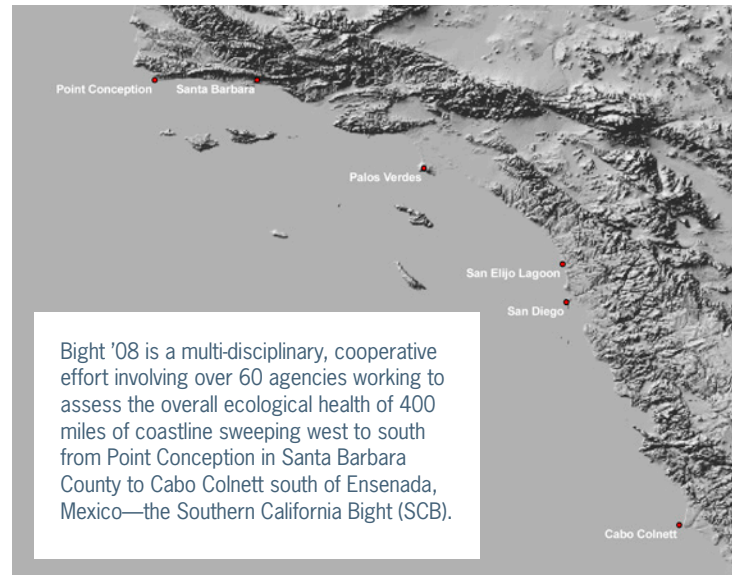 Point Conception
Santa Barbara
Palos Verdes
San Elijo Lagoon
San Diego
Bight ’08 is a multi-disciplinary, cooperative
effort involving over 60 agencies working to
assess the overall ecological health of 400
miles of coastline sweeping west to south
from Point Conception in Santa Barbara
County to Cabo Colnett south of Ensenada,
Mexico—the Southern California Bight (SCB).
Cabo Colnett